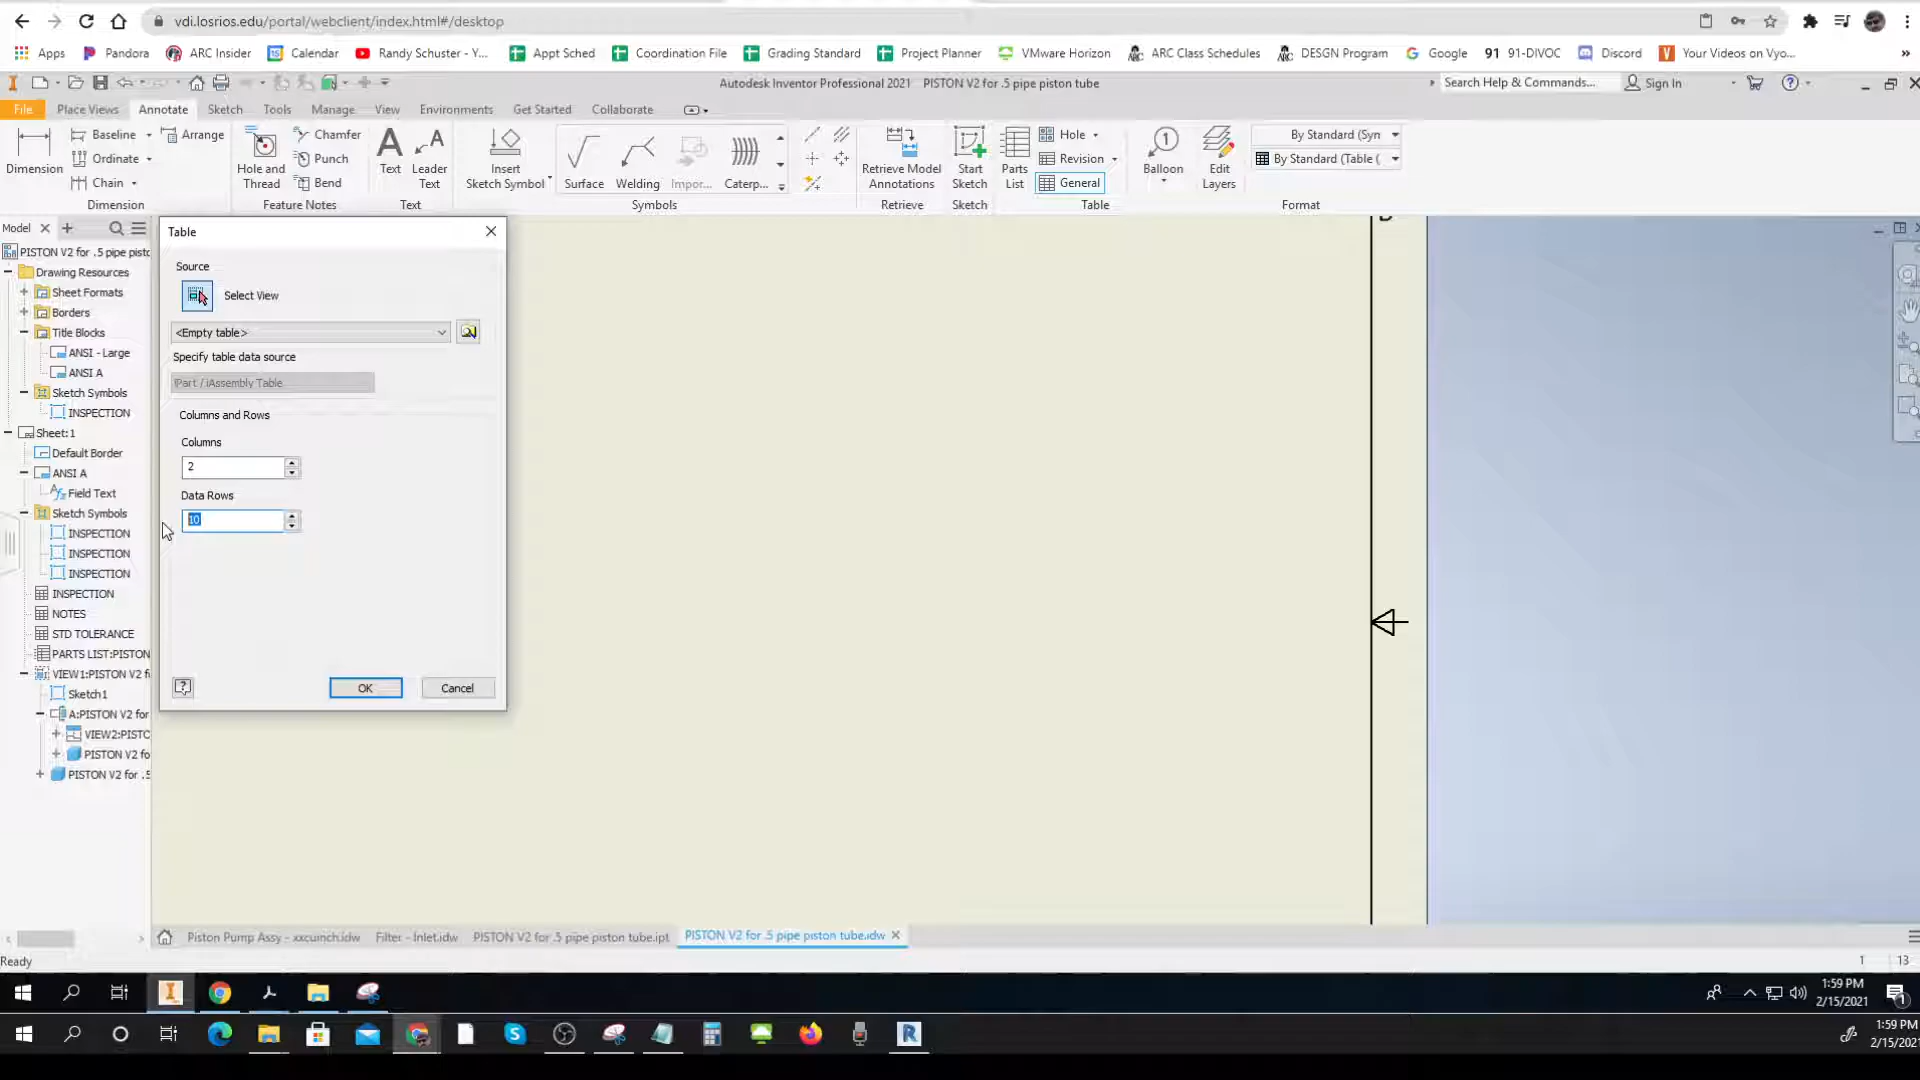 vdi.losrios.edu/portal/webclient/index.html#/desktop
Apps Pandora ARC Insider Calendar Randy Schuster - Y... Appt Sched Coordination File Grading Standard Project Planner VMware Horizon ARC Class Schedules DESGN Program Google 91 91-DIVOC Discord Your Videos on Vyo... »
Autodesk Inventor Professional 2021 PISTON V2 for .5 pipe piston tube Search Help & Commands... Sign In
File Place Views Annotate Sketch Tools Manage View Environments Get Started Collaborate
Baseline Arrange Chamfer Hole By Standard (Syn
Ordinate Punch Revision By Standard (Table (
Dimension Chain Hole and Thread Bend Text Leader Text Insert Sketch Symbol Surface Welding Impor... Caterp... Retrieve Model Annotations Start Sketch Parts List General Balloon Edit Layers
Dimension Feature Notes Text Symbols Retrieve Sketch Table Format
Model
PISTON V2 for .5 pipe pistc
Drawing Resources
Sheet Formats
Borders
Title Blocks
ANSI - Large
ANSI A
Sketch Symbols
INSPECTION
Sheet:1
Default Border
ANSI A
Field Text
Sketch Symbols
INSPECTION
INSPECTION
INSPECTION
INSPECTION
NOTES
STD TOLERANCE
PARTS LIST:PISTON
VIEW1:PISTON V2 f
Sketch1
A:PISTON V2 for
VIEW2:PISTC
PISTON V2 fo
PISTON V2 for .5
Table
Source
Select View
<Empty table>
Specify table data source
iPart / iAssembly Table
Columns and Rows
Columns
2
Data Rows
10
OK Cancel
Piston Pump Assy - xxcuinch.idw Filter - Inlet.idw PISTON V2 for .5 pipe piston tube.ipt PISTON V2 for .5 pipe piston tube.idw
Ready 1 13
1:59 PM
2/15/2021
1:59 PM
2/15/2021